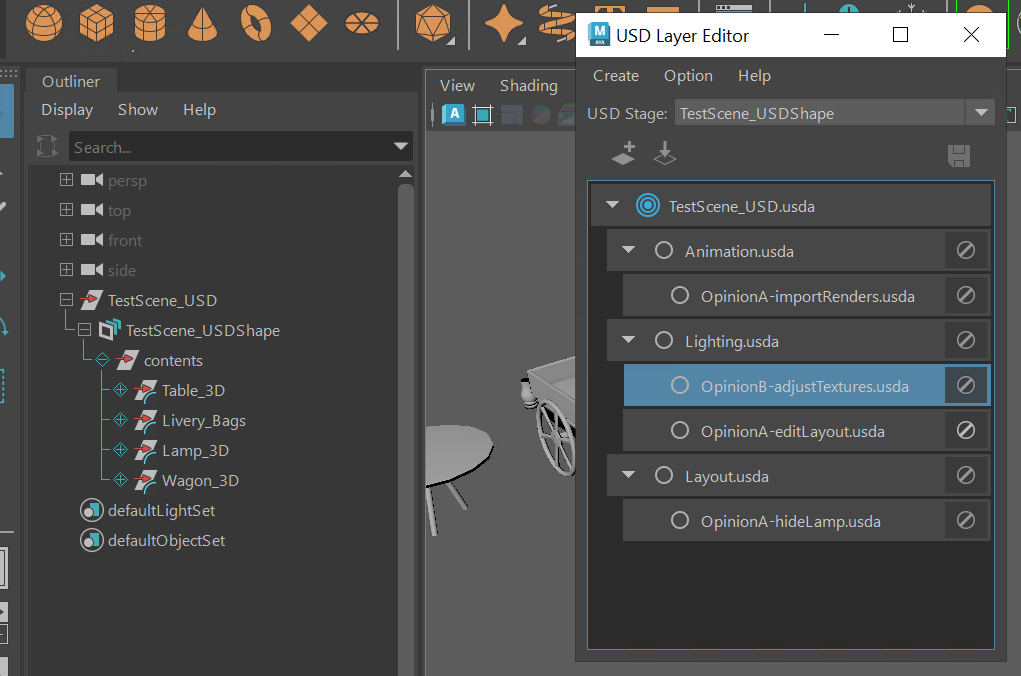 USD Layer Editor
Create Option Help
USD Stage: TestScene_USDShape
TestScene_USD.usda
Animation.usda
OpinionA-importRenders.usda
Lighting.usda
OpinionB-adjustTextures.usda
OpinionA-editLayout.usda
Layout.usda
OpinionA-hideLamp.usda
Outliner
Display Show Help
Search...
persp
top
front
side
TestScene_USD
TestScene_USDShape
contents
Table_3D
Livery_Bags
Lamp_3D
Wagon_3D
defaultLightSet
defaultObjectSet
View Shading
A
M
AYA